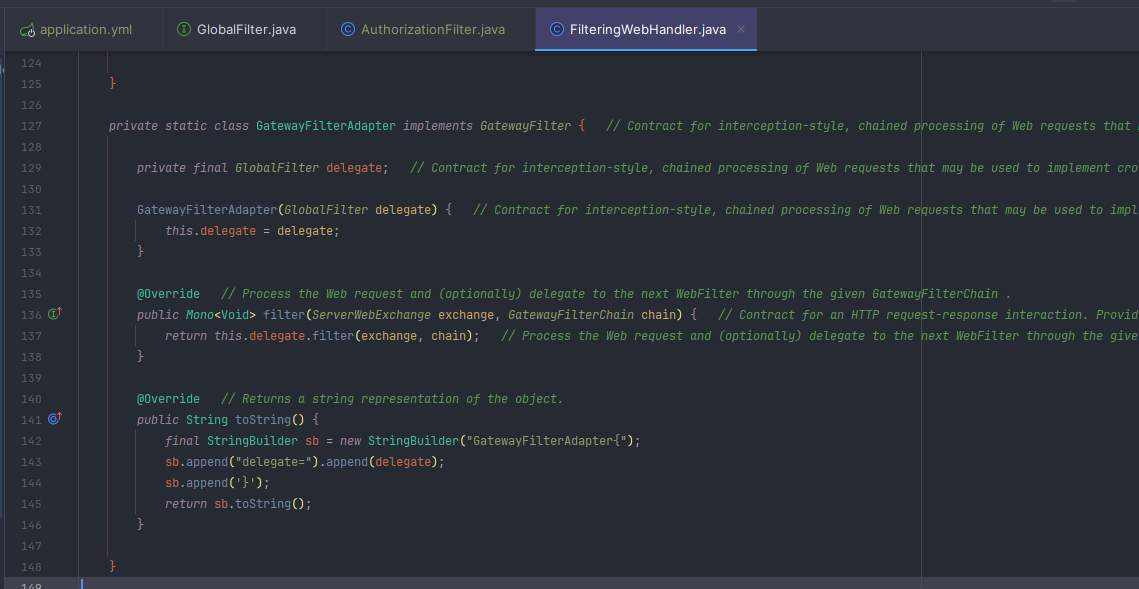 application.yml GlobalFilter.java AuthorizationFilter.java FilteringWebHandler.java
124
125 }
126
127 private static class GatewayFilterAdapter implements GatewayFilter { // Contract for interception-style, chained processing of Web requests that
128
129 private final GlobalFilter delegate; // Contract for interception-style, chained processing of Web requests that may be used to implement cro
130
131 GatewayFilterAdapter(GlobalFilter delegate) { // Contract for interception-style, chained processing of Web requests that may be used to impl
132 this.delegate = delegate;
133 }
134
135 @Override // Process the Web request and (optionally) delegate to the next WebFilter through the given GatewayFilterChain .
136 public Mono<Void> filter(ServerWebExchange exchange, GatewayFilterChain chain) { // Contract for an HTTP request-response interaction. Provid
137 return this.delegate.filter(exchange, chain); // Process the Web request and (optionally) delegate to the next WebFilter through the give
138 }
139
140 @Override // Returns a string representation of the object.
141 public String toString() {
142 final StringBuilder sb = new StringBuilder("GatewayFilterAdapter{");
143 sb.append("delegate=").append(delegate);
144 sb.append('}');
145 return sb.toString();
146 }
147
148 }
149